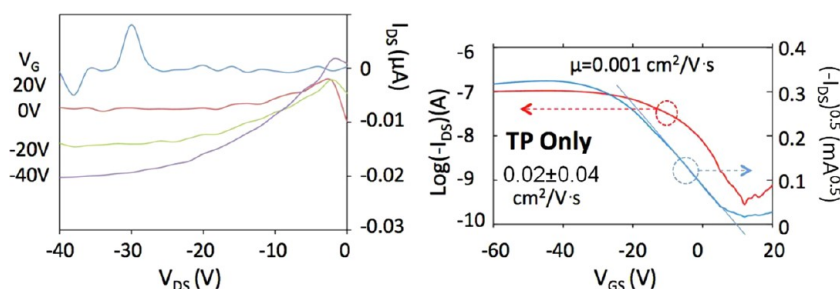 V_G
20V
0V
-20V
-40V
-40 -30 -20 -10 0
V_DS (V)
0
-0.01
-0.02
-0.03
I_DS (µA)
-6
-7
-8
-9
-10
Log(-I_DS)(A)
µ=0.001 cm²/V·s
TP Only
0.02±0.04
cm²/V·s
-60 -40 -20 0 20
V_GS (V)
0.4
0.3
0.2
0.1
0
(-I_DS)^0.5 (mA^0.5)